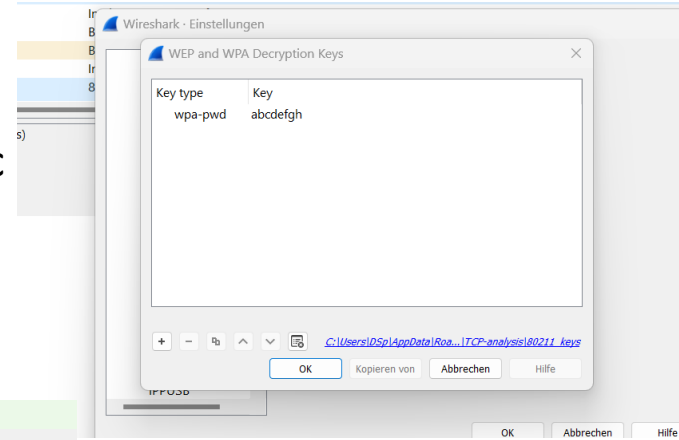 Wireshark · Einstellungen
WEP and WPA Decryption Keys
Key type Key
wpa-pwd abcdefgh
s)
C:\Users\DSp\AppData\Roa...\TCP-analysis\80211_keys
OK Kopieren von Abbrechen Hilfe
OK Abbrechen Hilfe